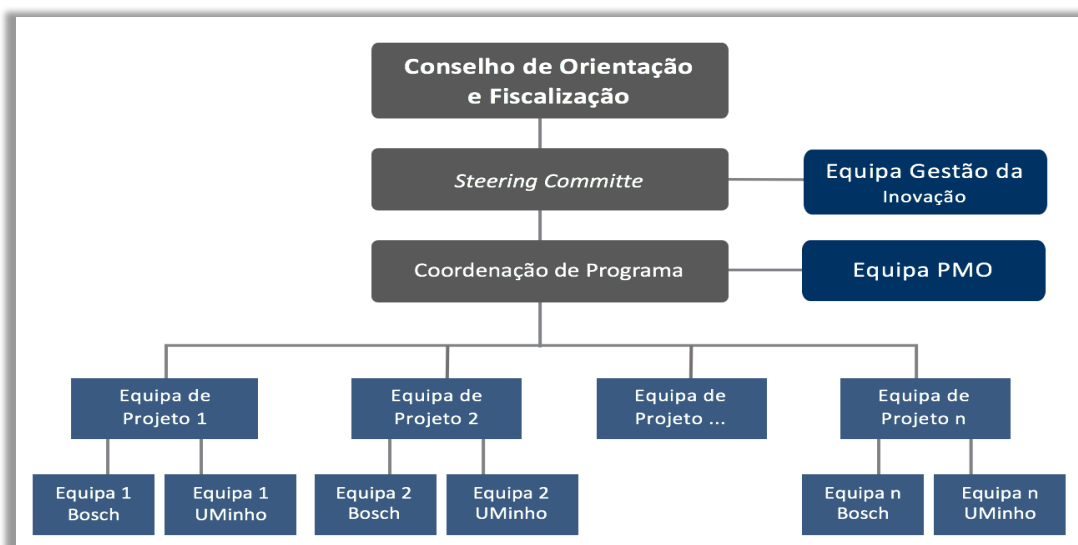 Conselho de Orientação
e Fiscalização
Steering Committe
Equipa Gestão da
Inovação
Coordenação de Programa
Equipa PMO
Equipa de
Projeto 1
Equipa de
Projeto 2
Equipa de
Projeto ...
Equipa de
Projeto n
Equipa 1
Bosch
Equipa 1
UMinho
Equipa 2
Bosch
Equipa 2
UMinho
Equipa n
Bosch
Equipa n
UMinho